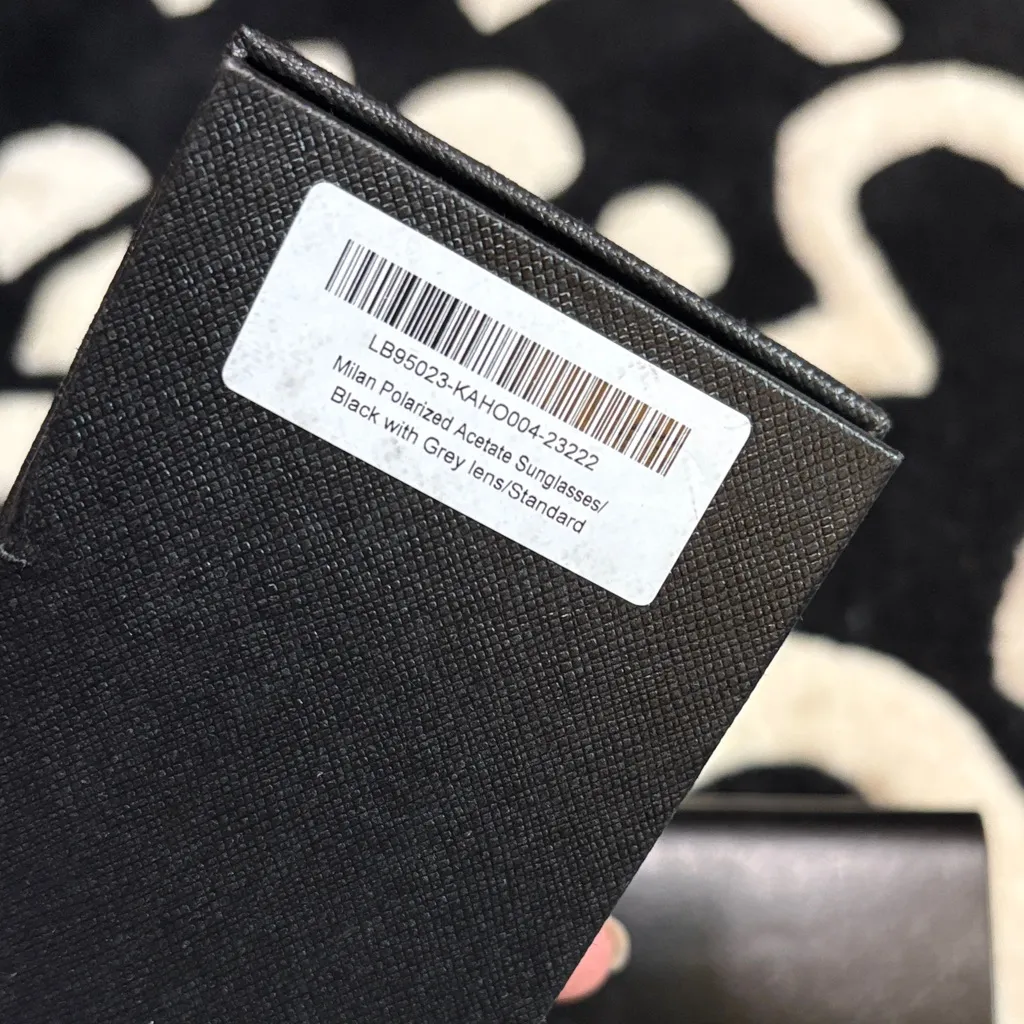 LB95023-KAHO004-23222
Milan Polarized Acetate Sunglasses/
Black with Grey lens/Standard